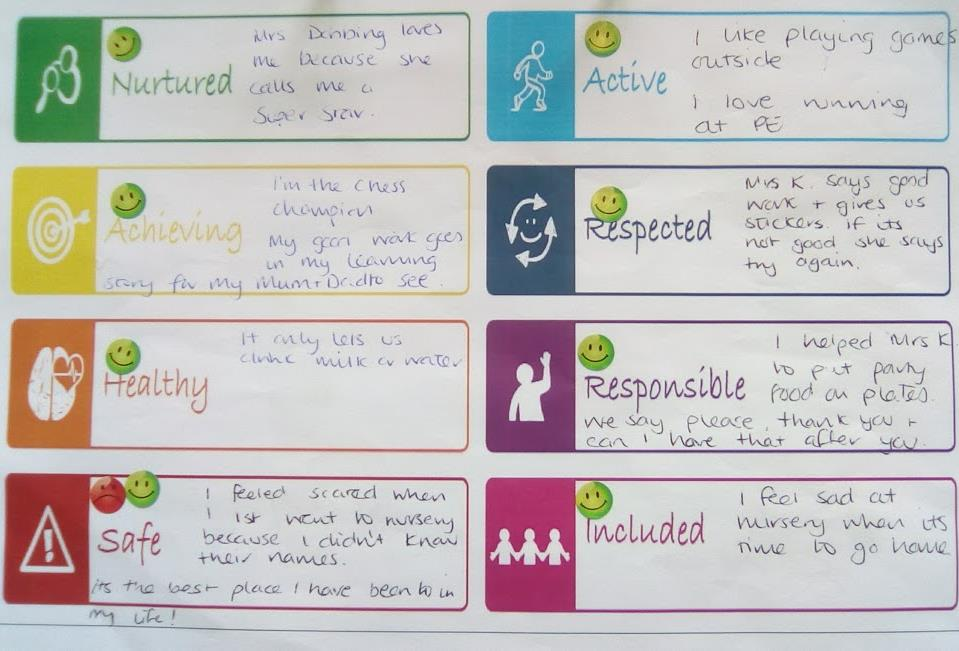 Nurtured
Mrs Dobbing loves
me because she
calls me a
Super Star.
Active
I like playing games
outside
I love running
at PE
Achieving
I'm the chess
champion
My good work goes
in my learning
story for my Mum + Dad to see.
Respected
Mrs K. says good
work + gives us
stickers. if its
not good she says
try again.
Healthy
It only lets us
drink milk or water
Responsible
I helped Mrs K
to put party
food on plates.
we say please, thank you +
can I have that after you.
Safe
I feeled scared when
I 1st went to nursery
because I didn't know
their names.
its the best place I have been to in
my life!
Included
I feel sad at
nursery when its
time to go home